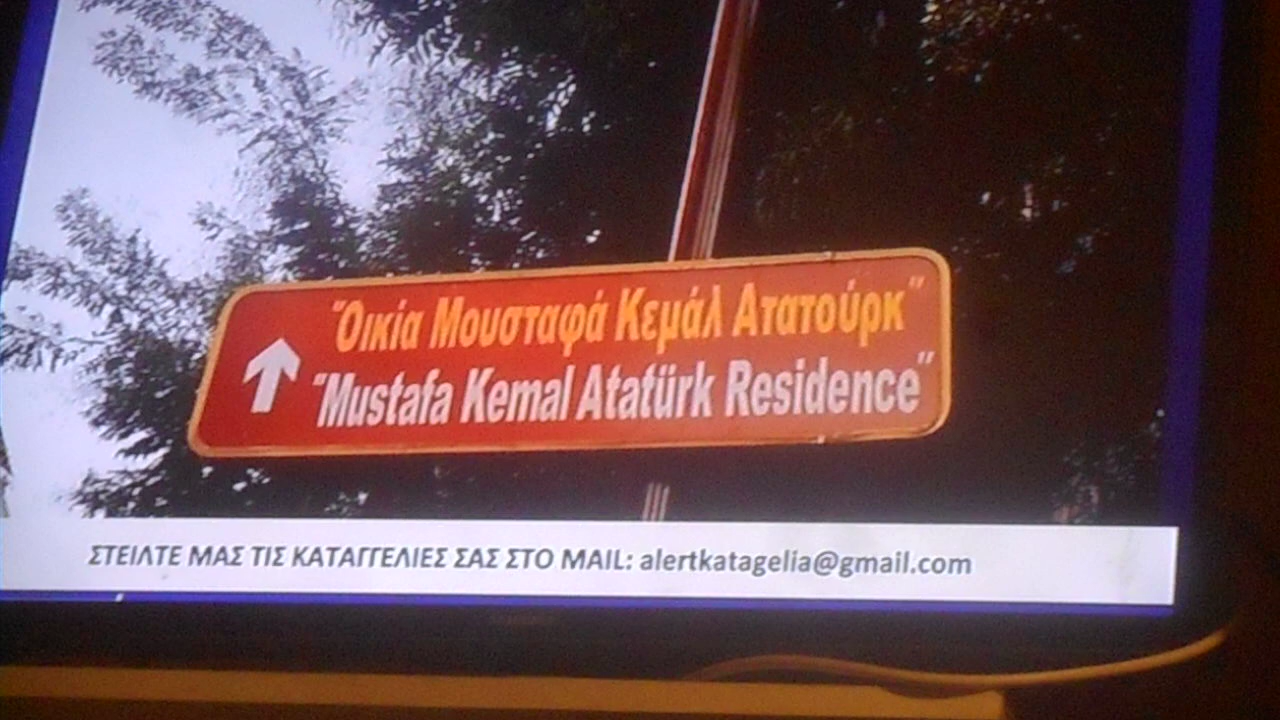 "Οικία Μουσταφά Κεμάλ Ατατούρκ"
"Mustafa Kemal Atatürk Residence"
ΣΤΕΙΛΤΕ ΜΑΣ ΤΙΣ ΚΑΤΑΓΓΕΛΙΕΣ ΣΑΣ ΣΤΟ MAIL: alertkatagelia@gmail.com